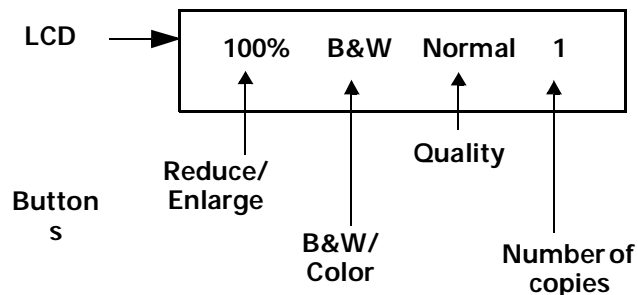 LCD
100% B&W Normal 1
Reduce/
Enlarge
Quality
Button
s
B&W/
Color
Number of
copies